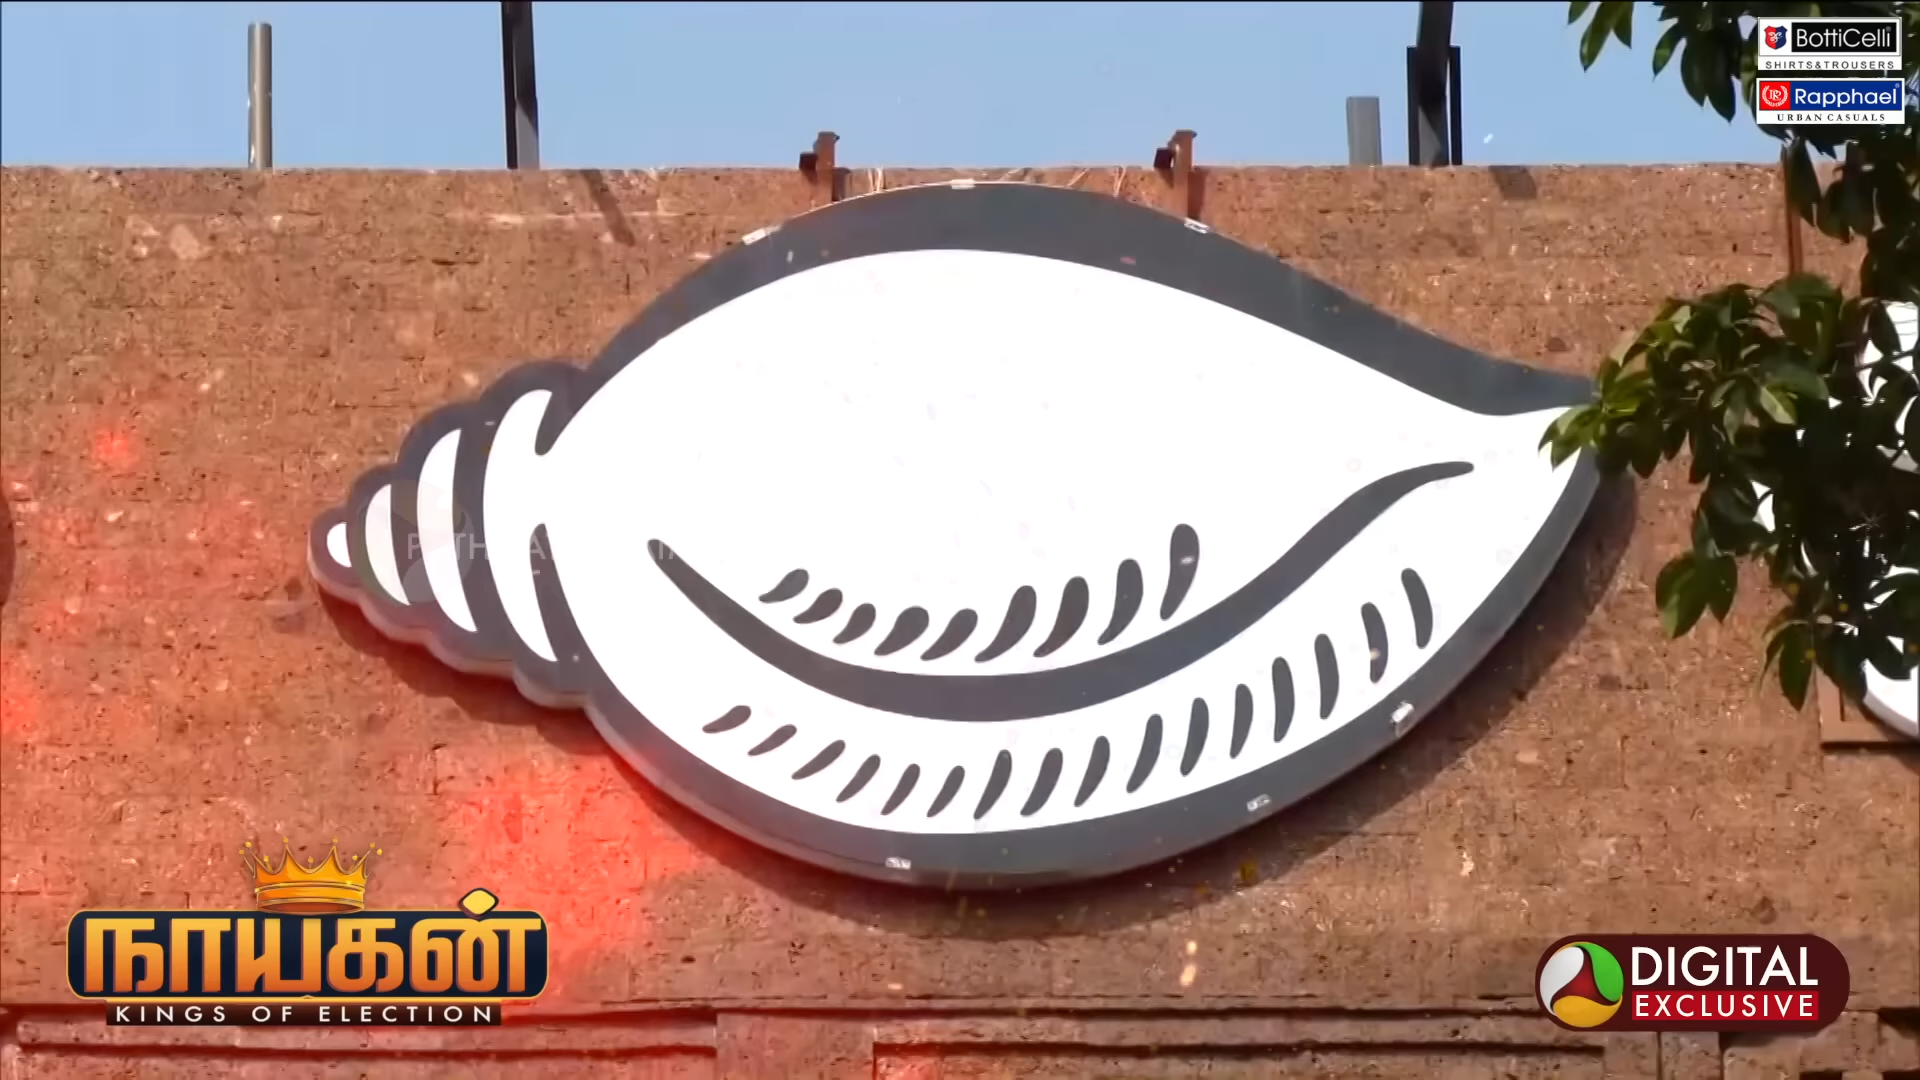 BottiCelli
SHIRTS&TROUSERS
Rapphael
URBAN CASUALS
நாயகன்
KINGS OF ELECTION
DIGITAL
EXCLUSIVE